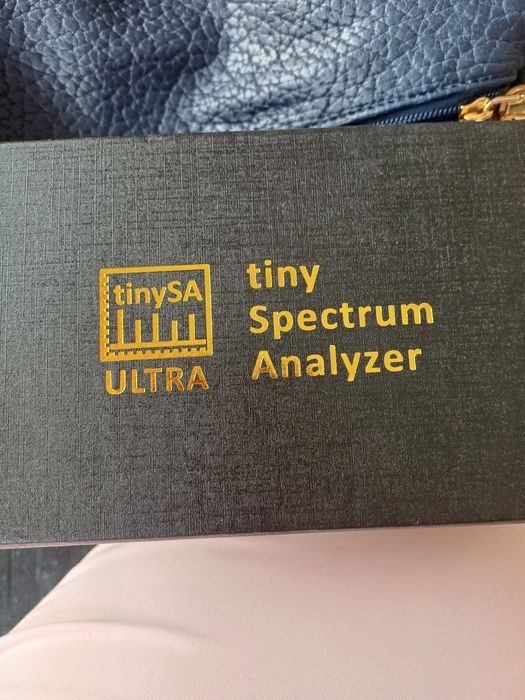 tinySA
ULTRA
tiny
Spectrum
Analyzer